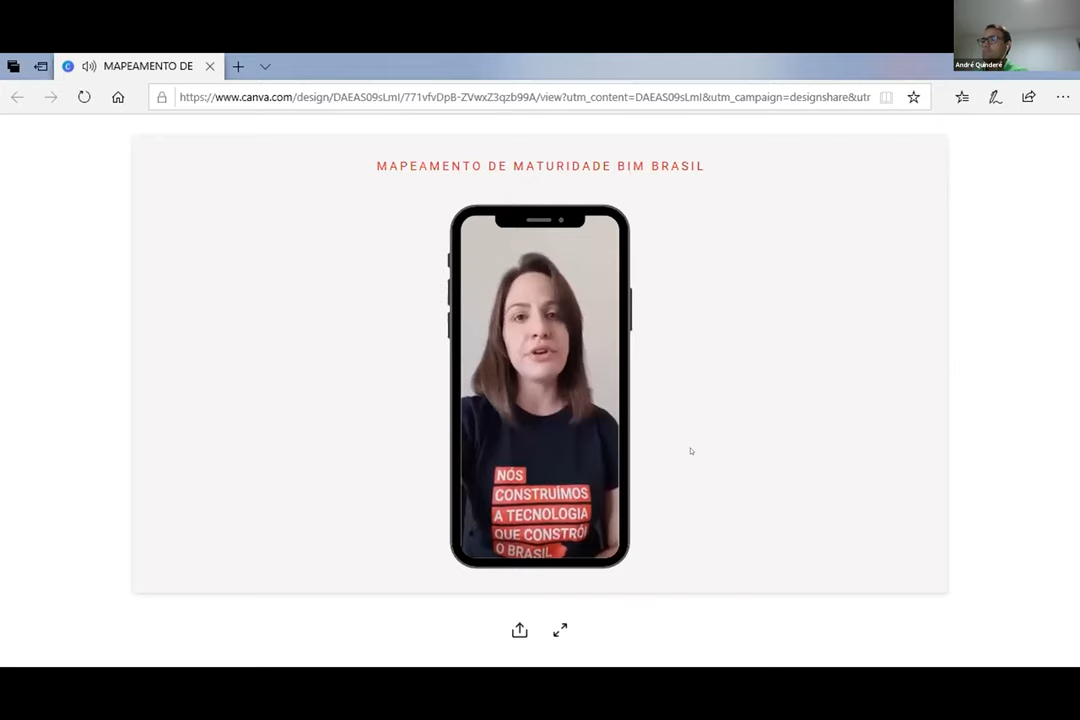 André Quinderé
MAPEAMENTO DE
https://www.canva.com/design/DAEAS09sLmI/771vfvDpB-ZVwxZ3qzb99A/view?utm_content=DAEAS09sLmI&utm_campaign=designshare&utr
MAPEAMENTO DE MATURIDADE BIM BRASIL
NÓS
CONSTRUÍMOS
A TECNOLOGIA
QUE CONSTRÓI
O BRASIL